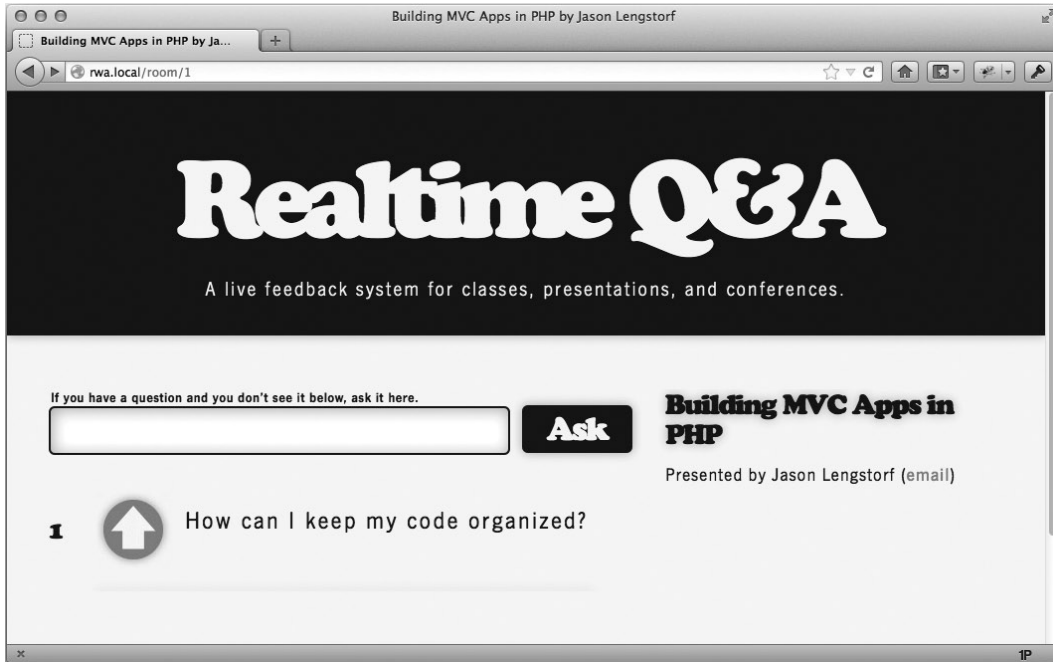 Building MVC Apps in PHP by Jason Lengstorf
Building MVC Apps in PHP by Ja...
rwa.local/room/1
Realtime Q&A
A live feedback system for classes, presentations, and conferences.
If you have a question and you don't see it below, ask it here.
Ask
Building MVC Apps in
PHP
Presented by Jason Lengstorf (email)
1
How can I keep my code organized?
1P